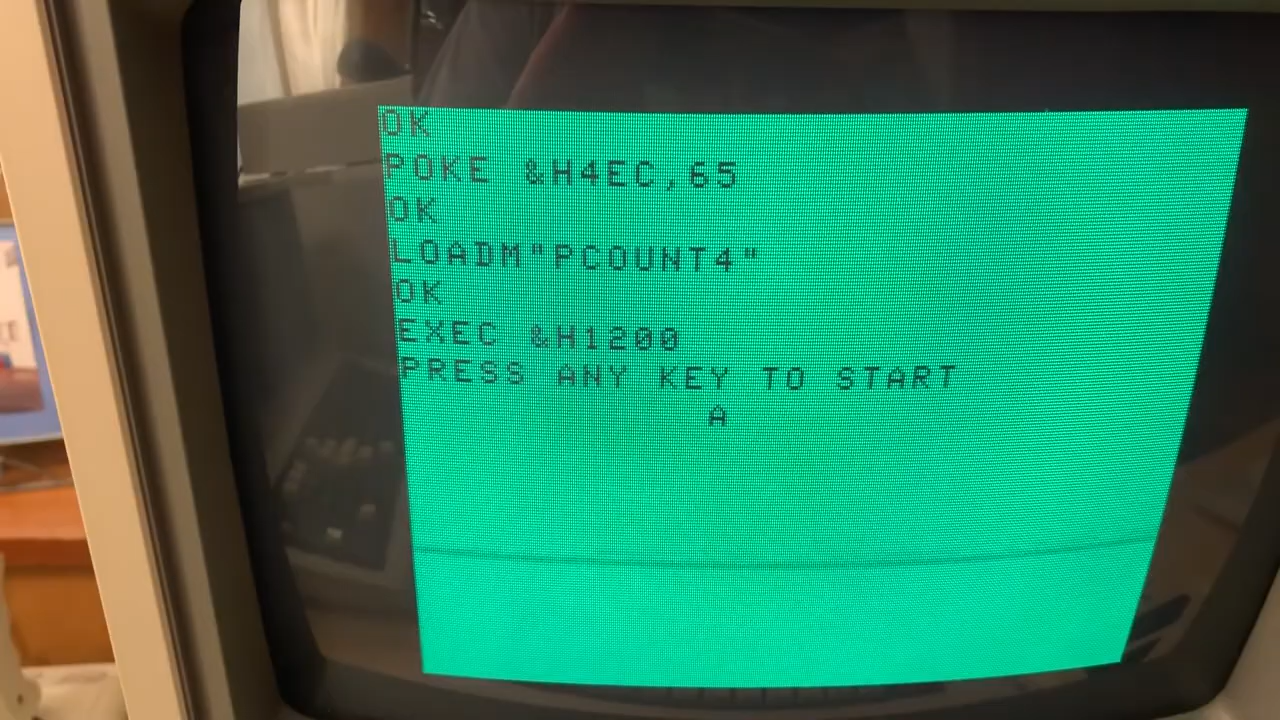 OK
POKE &H4EC,65
OK
LOADM"PCOUNT4"
OK
EXEC &H1200
PRESS ANY KEY TO START
A